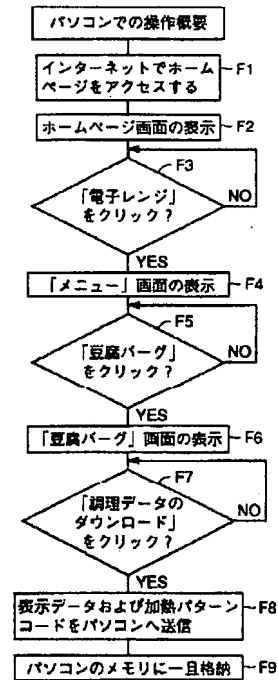 パソコンでの操作概要
インターネットでホーム
ページをアクセスする
F1
ホームページ画面の表示
F2
F3
「電子レンジ」
をクリック?
NO
YES
「メニュー」画面の表示
F4
F5
「豆腐バーグ」
をクリック?
NO
YES
「豆腐バーグ」画面の表示
F6
F7
「調理データの
ダウンロード」
をクリック?
NO
YES
表示データおよび加熱パターン
コードをパソコンへ送信
F8
パソコンのメモリに一旦格納
F9